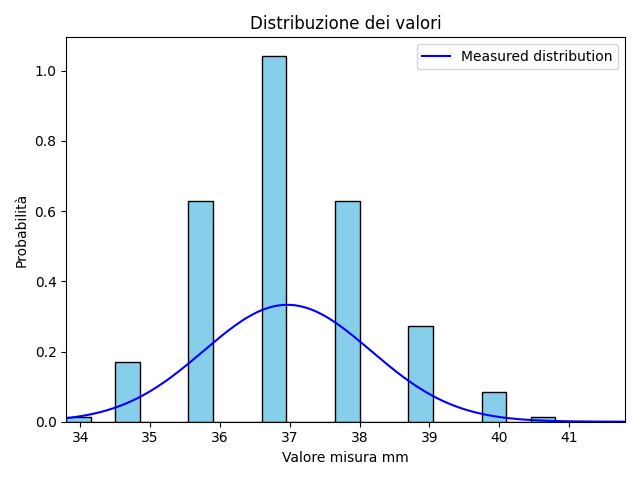 Distribuzione dei valori
Measured distribution
Probabilità
1.0
0.8
0.6
0.4
0.2
0.0
34 35 36 37 38 39 40 41
Valore misura mm